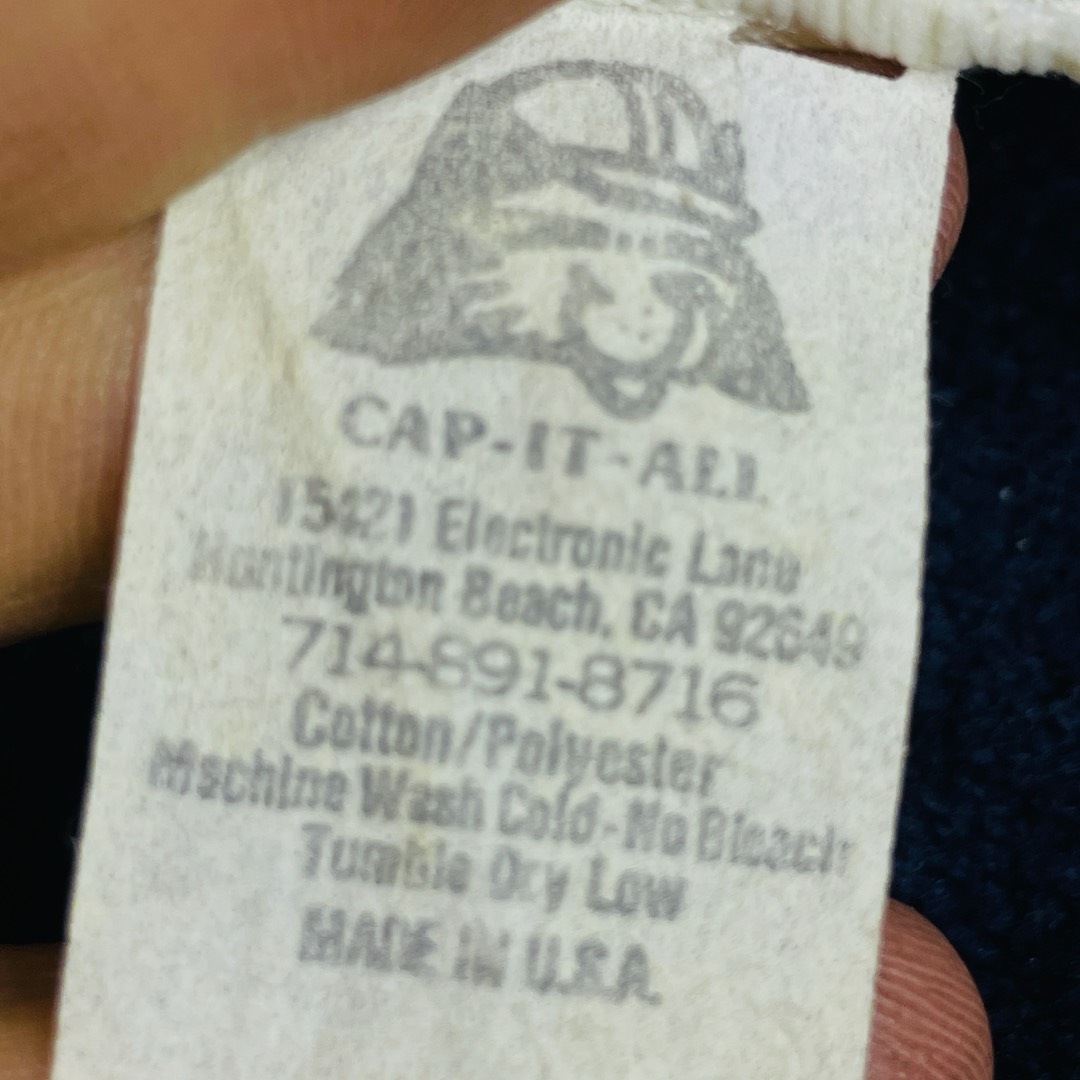 CAP-IT-ALL
15421 Electronic Lane
Huntington Beach, CA 92649
714-891-8716
Cotton/Polyester
Machine Wash Cold-No Bleach
Tumble Dry Low
MADE IN U.S.A.